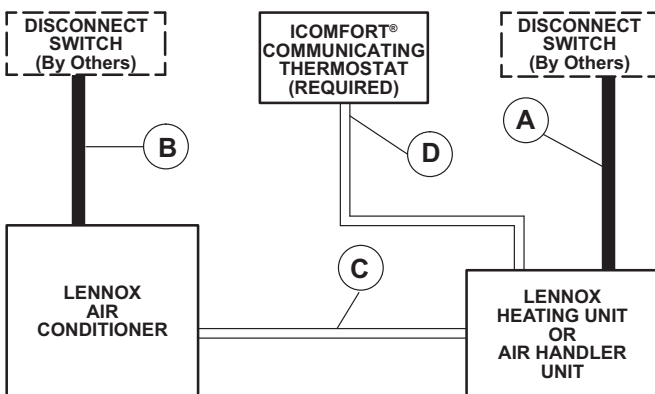 DISCONNECT
SWITCH
(By Others)
ICOMFORT®
COMMUNICATING
THERMOSTAT
(REQUIRED)
DISCONNECT
SWITCH
(By Others)
A
B
D
C
LENNOX
AIR
CONDITIONER
LENNOX
HEATING UNIT
OR
AIR HANDLER
UNIT